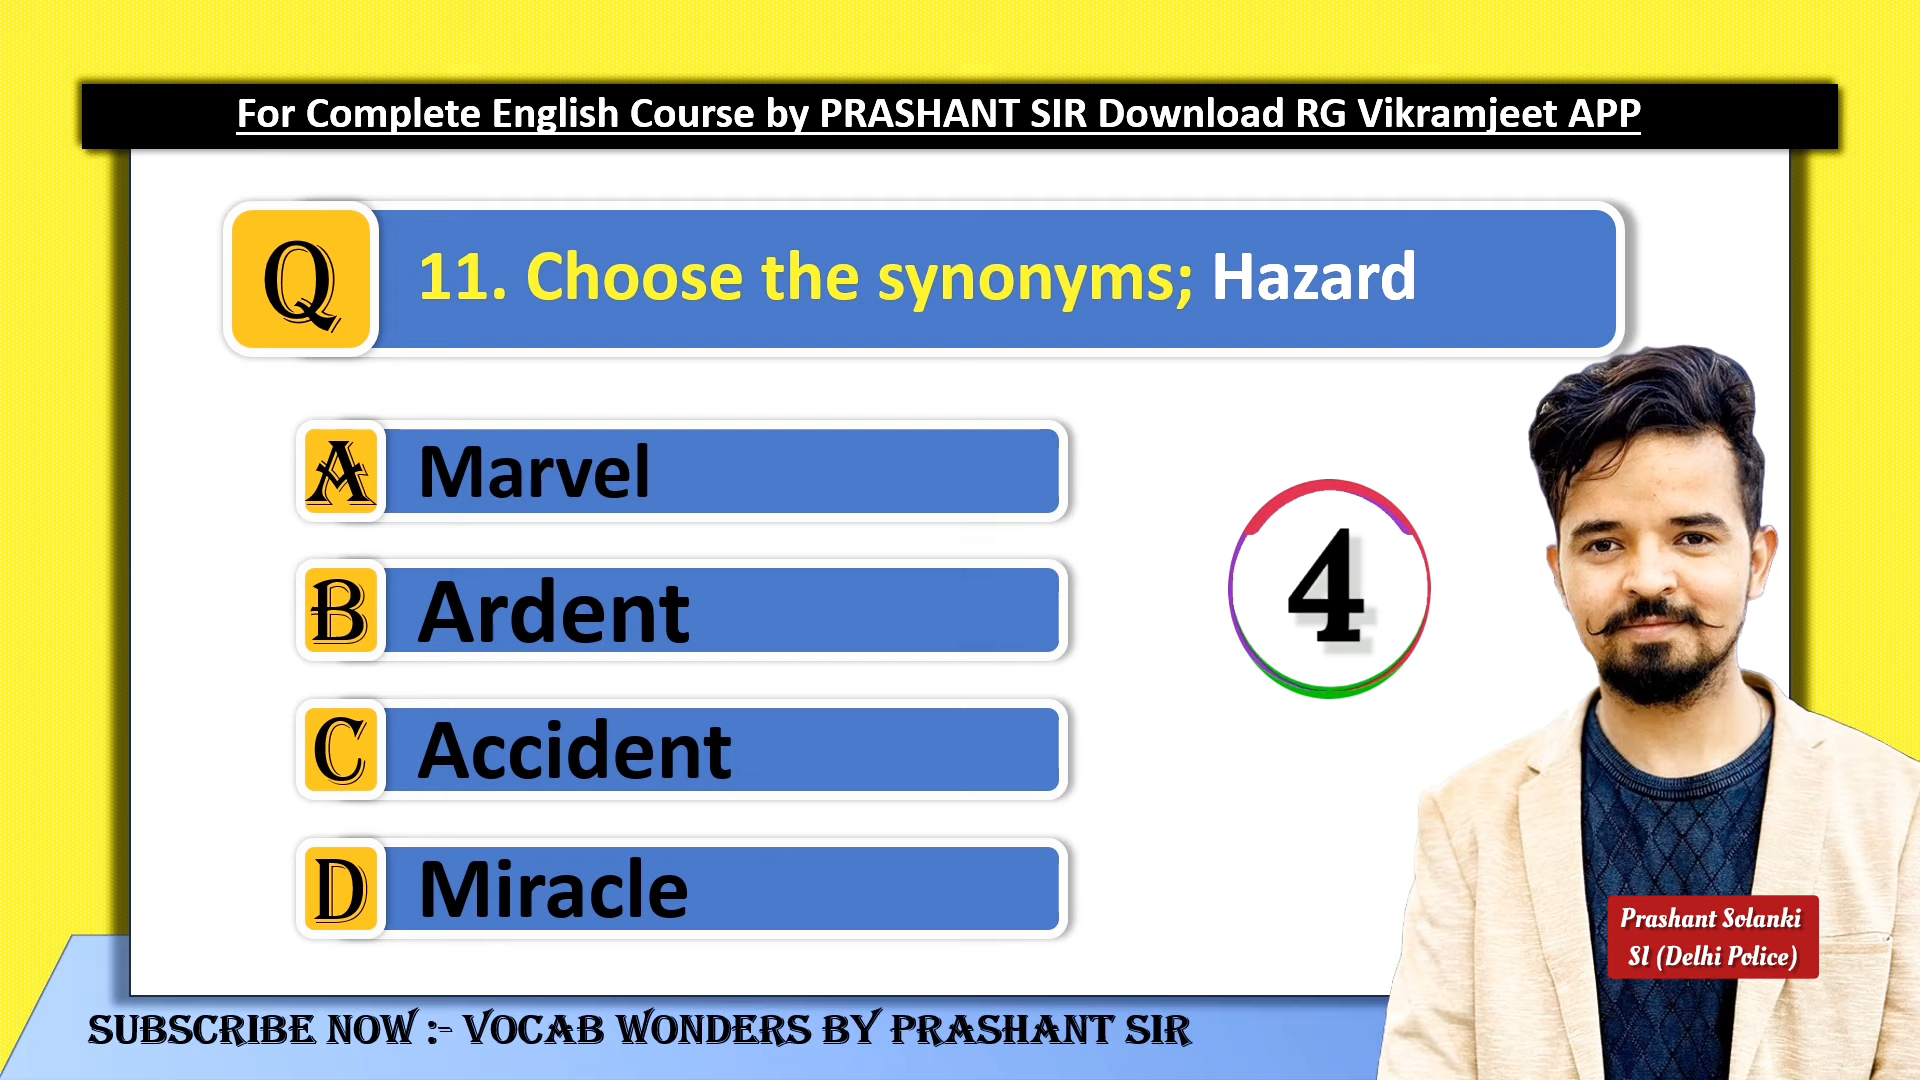 For Complete English Course by PRASHANT SIR Download RG Vikramjeet APP
Q
11. Choose the synonyms; Hazard
A Marvel
B Ardent
C Accident
D Miracle
4
Prashant Solanki
SI (Delhi Police)
SUBSCRIBE NOW :- VOCAB WONDERS BY PRASHANT SIR